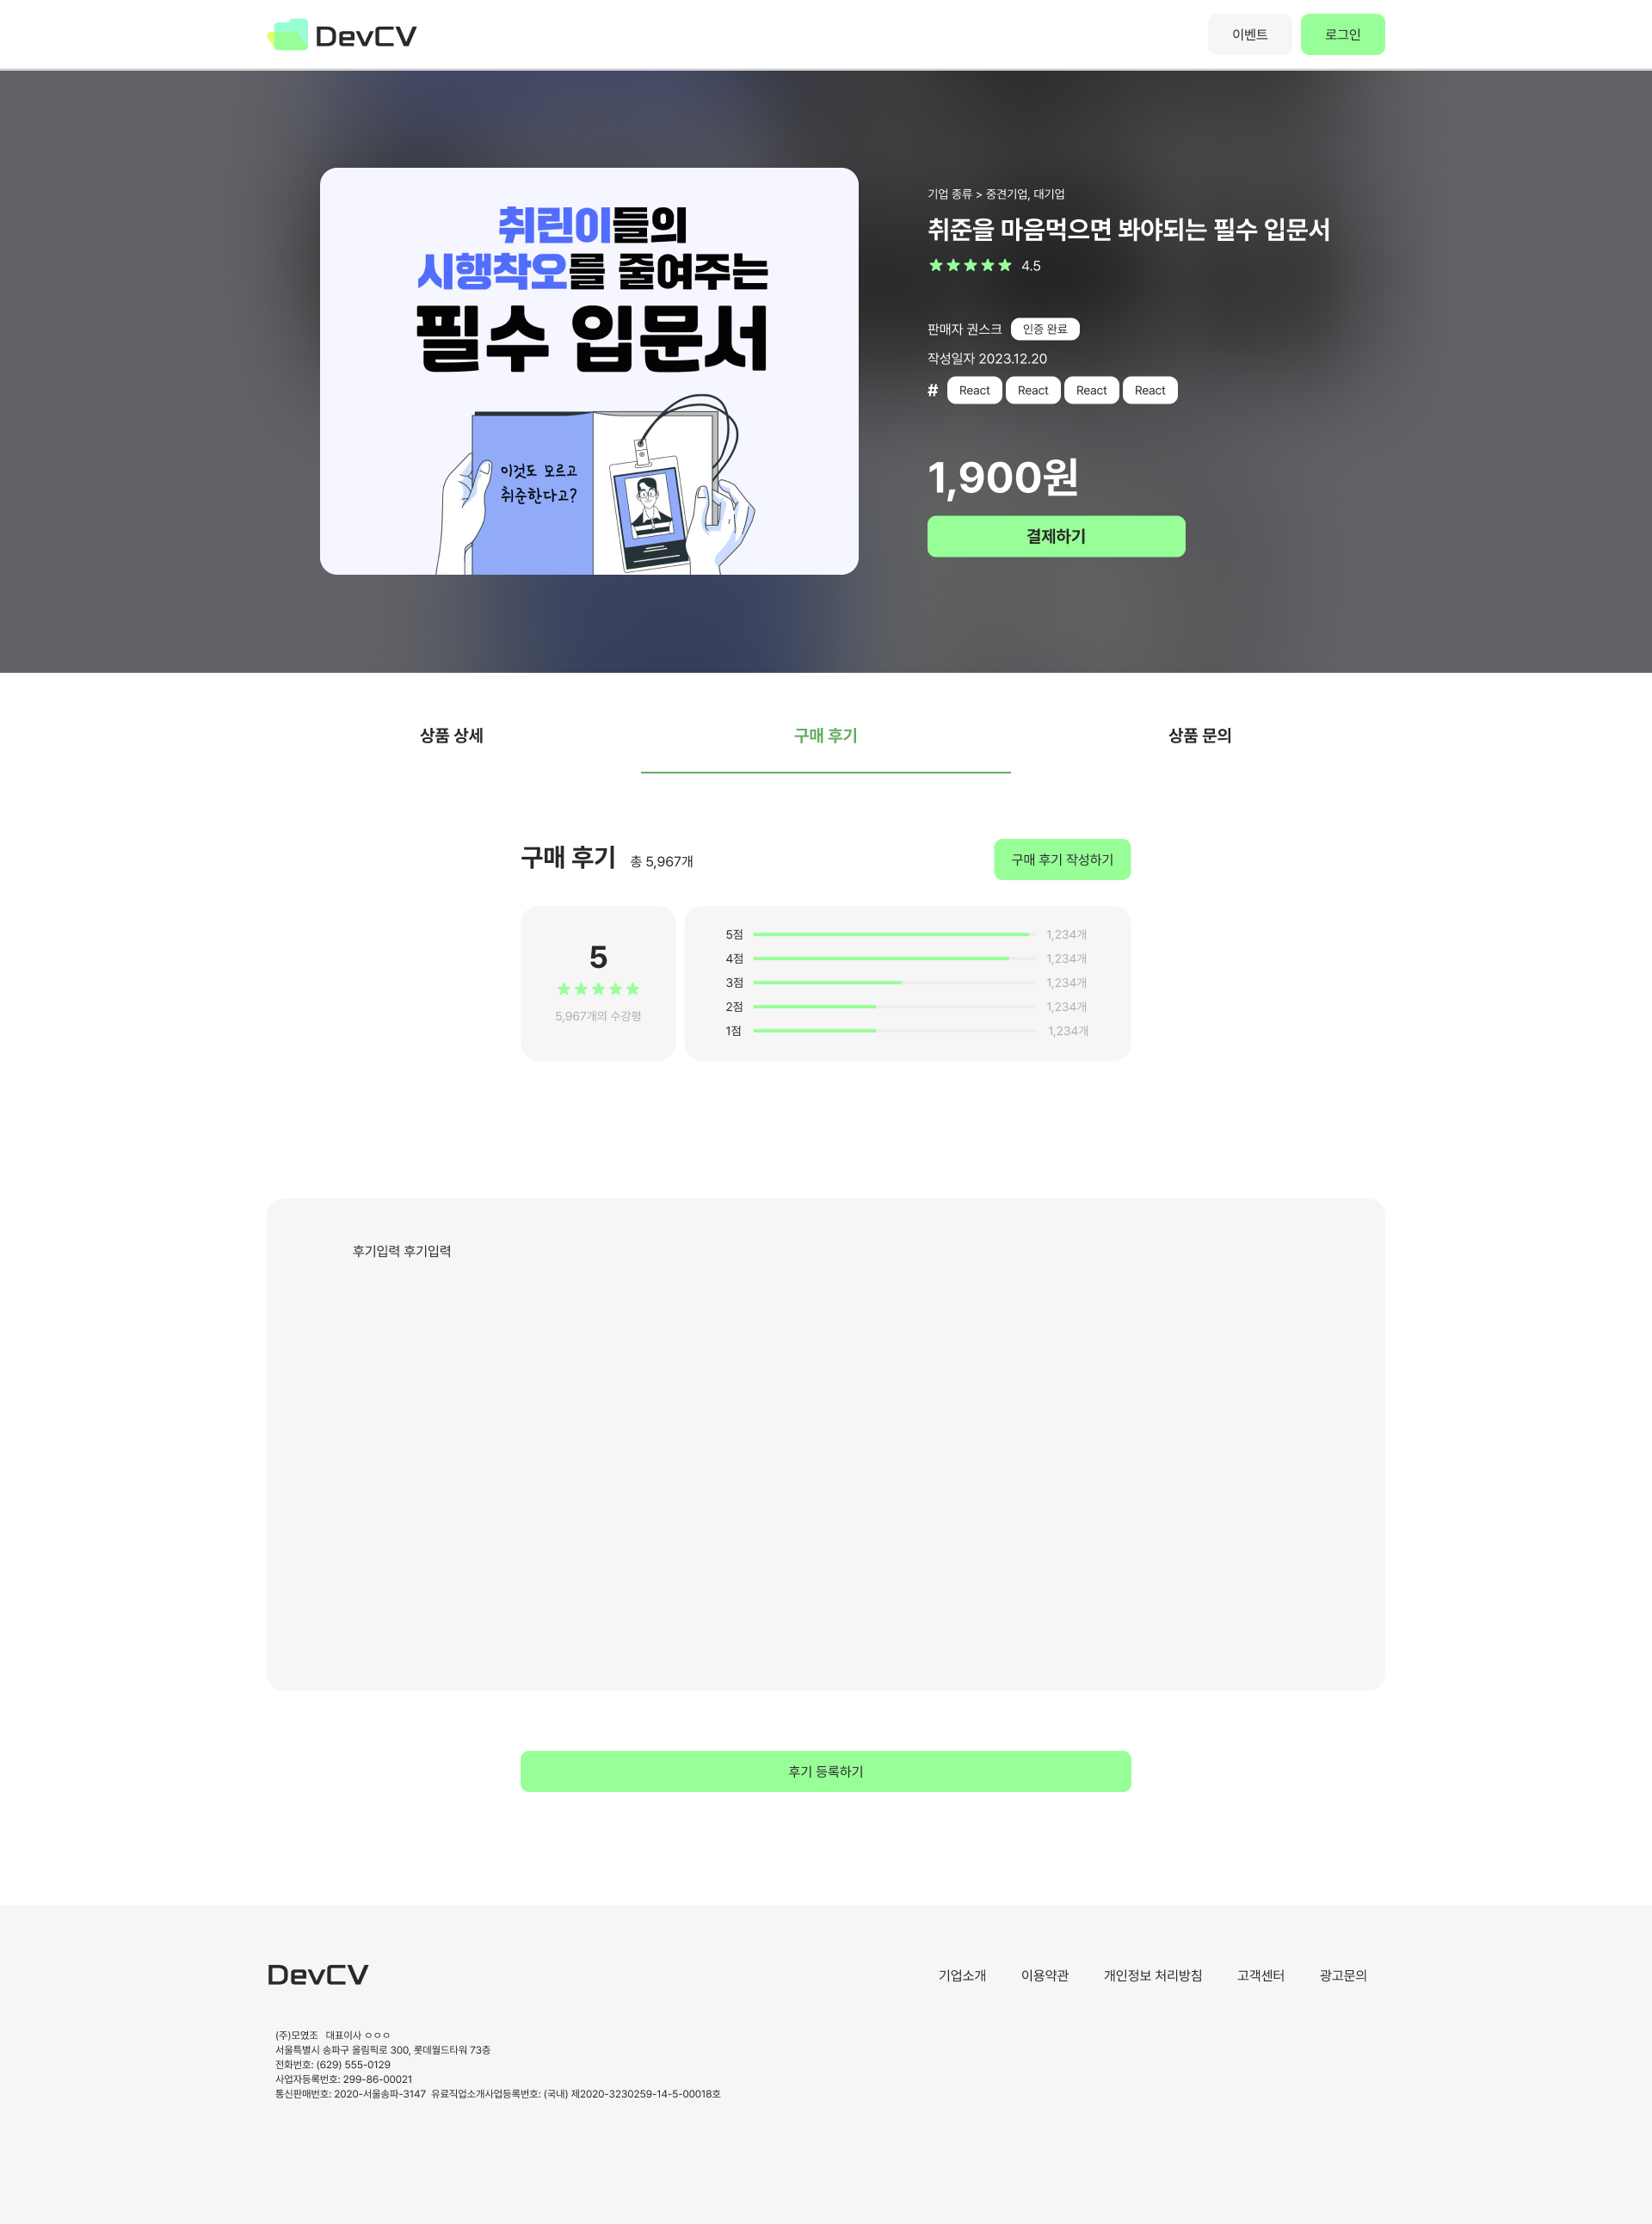 DevCV
이벤트
로그인
취린이들의
시행착오를 줄여주는
필수 입문서
이것도 모르고
취준한다고?
기업 종류 > 중견기업, 대기업
취준을 마음먹으면 봐야되는 필수 입문서
4.5
판매자 권스크 인증 완료
작성일자 2023.12.20
# React React React React
1,900원
결제하기
상품 상세 구매 후기 상품 문의
구매 후기 총 5,967개
구매 후기 작성하기
5
5,967개의 수강평
5점 1,234개
4점 1,234개
3점 1,234개
2점 1,234개
1점 1,234개
후기입력 후기입력
후기 등록하기
DevCV
기업소개 이용약관 개인정보 처리방침 고객센터 광고문의
(주)모였조 대표이사 ㅇㅇㅇ
서울특별시 송파구 올림픽로 300, 롯데월드타워 73층
전화번호: (629) 555-0129
사업자등록번호: 299-86-00021
통신판매번호: 2020-서울송파-3147 유료직업소개사업등록번호: (국내) 제2020-3230259-14-5-00018호